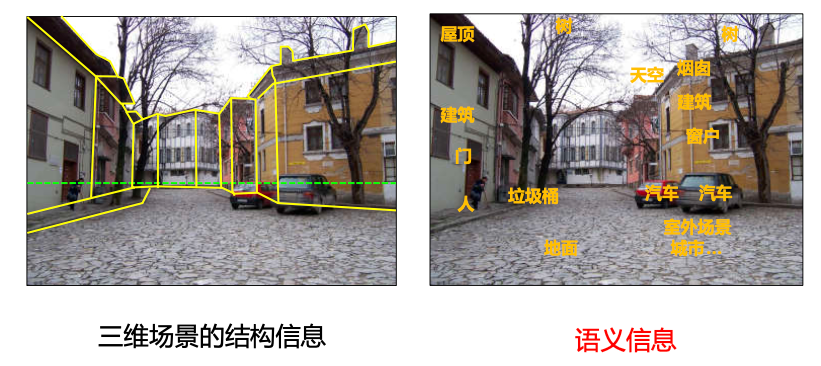 屋顶
树
树
天空
烟囱
建筑
建筑
窗户
门
人
垃圾桶
汽车
汽车
室外场景
城市...
地面
三维场景的结构信息
语义信息